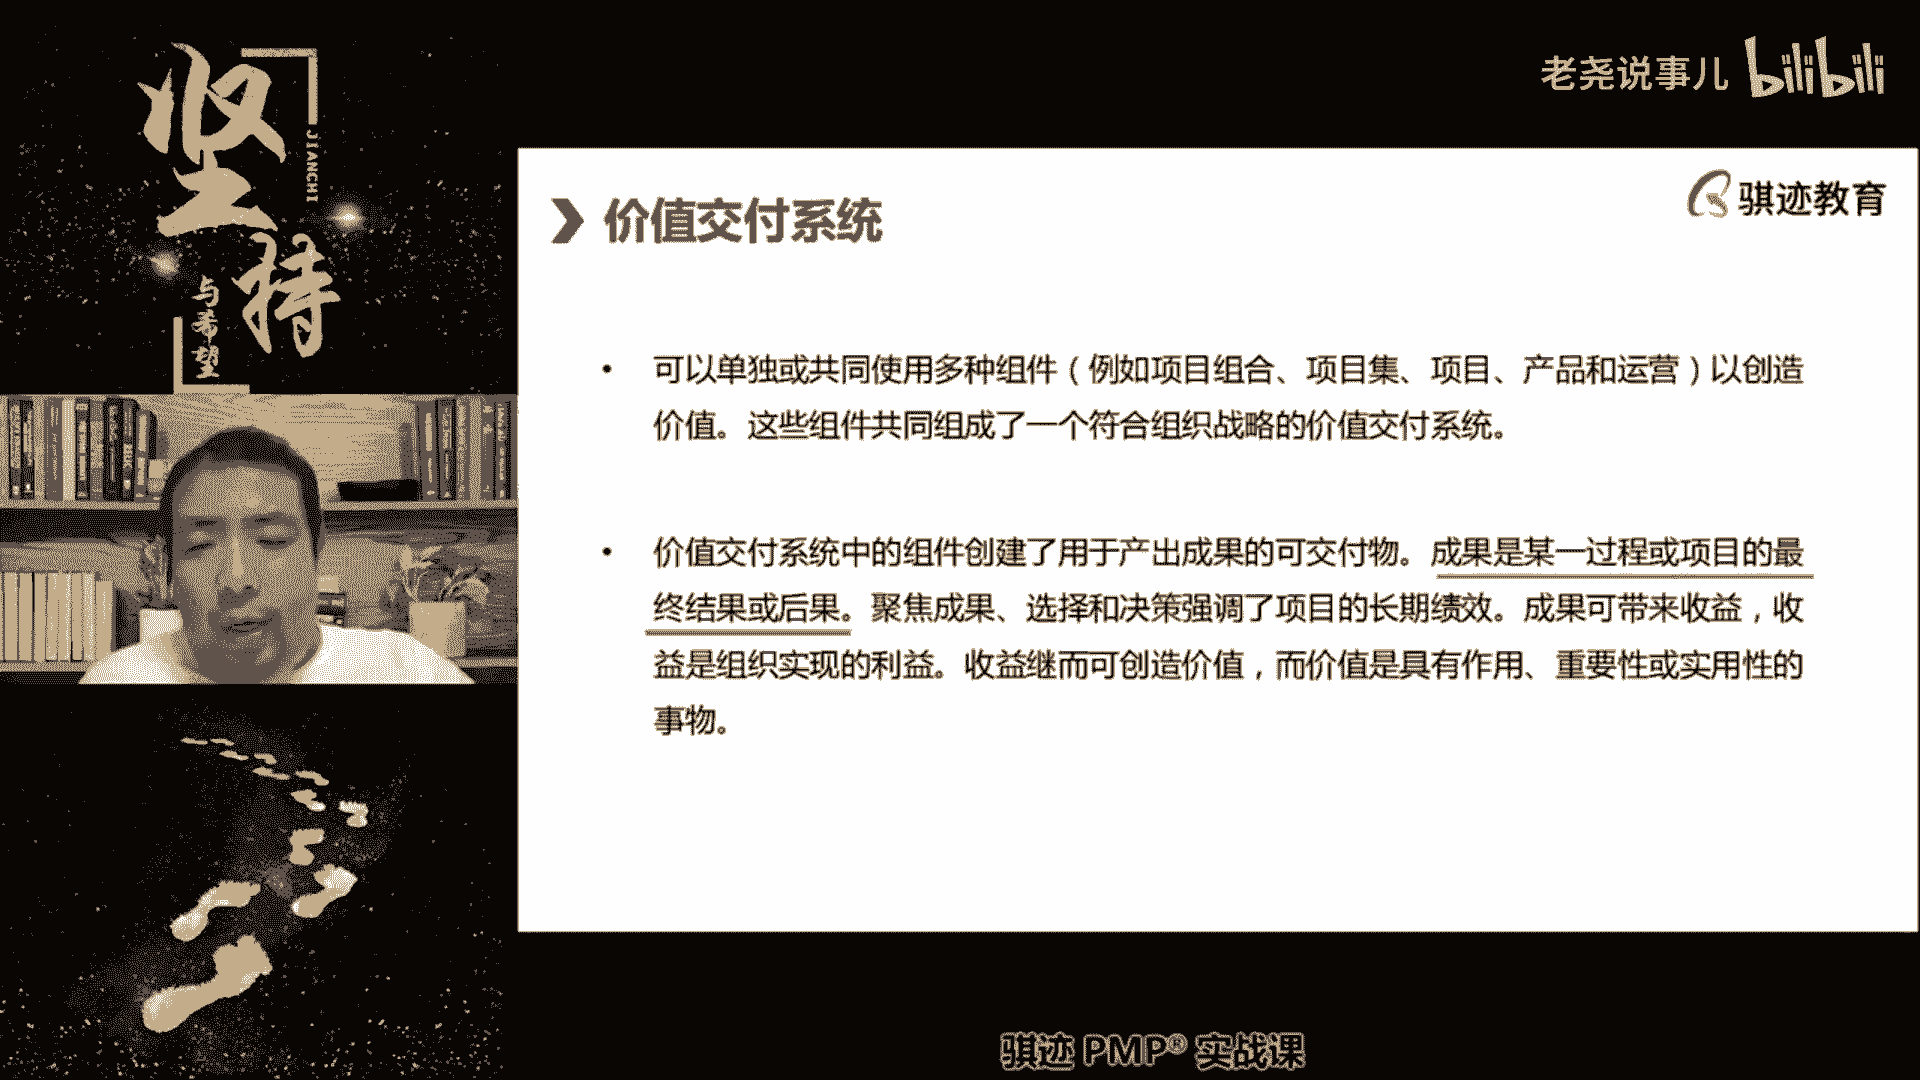 坚持
JIANCHI
与希望
老尧说事儿 bilibili
骐迹教育
价值交付系统
• 可以单独或共同使用多种组件（例如项目组合、项目集、项目、产品和运营）以创造
价值。这些组件共同组成了一个符合组织战略的价值交付系统。
• 价值交付系统中的组件创建了用于产出成果的可交付物。成果是某一过程或项目的最
终结果或后果。聚焦成果、选择和决策强调了项目的长期绩效。成果可带来收益，收
益是组织实现的利益。收益继而可创造价值，而价值是具有作用、重要性或实用性的
事物。
骐迹 PMP® 实战课